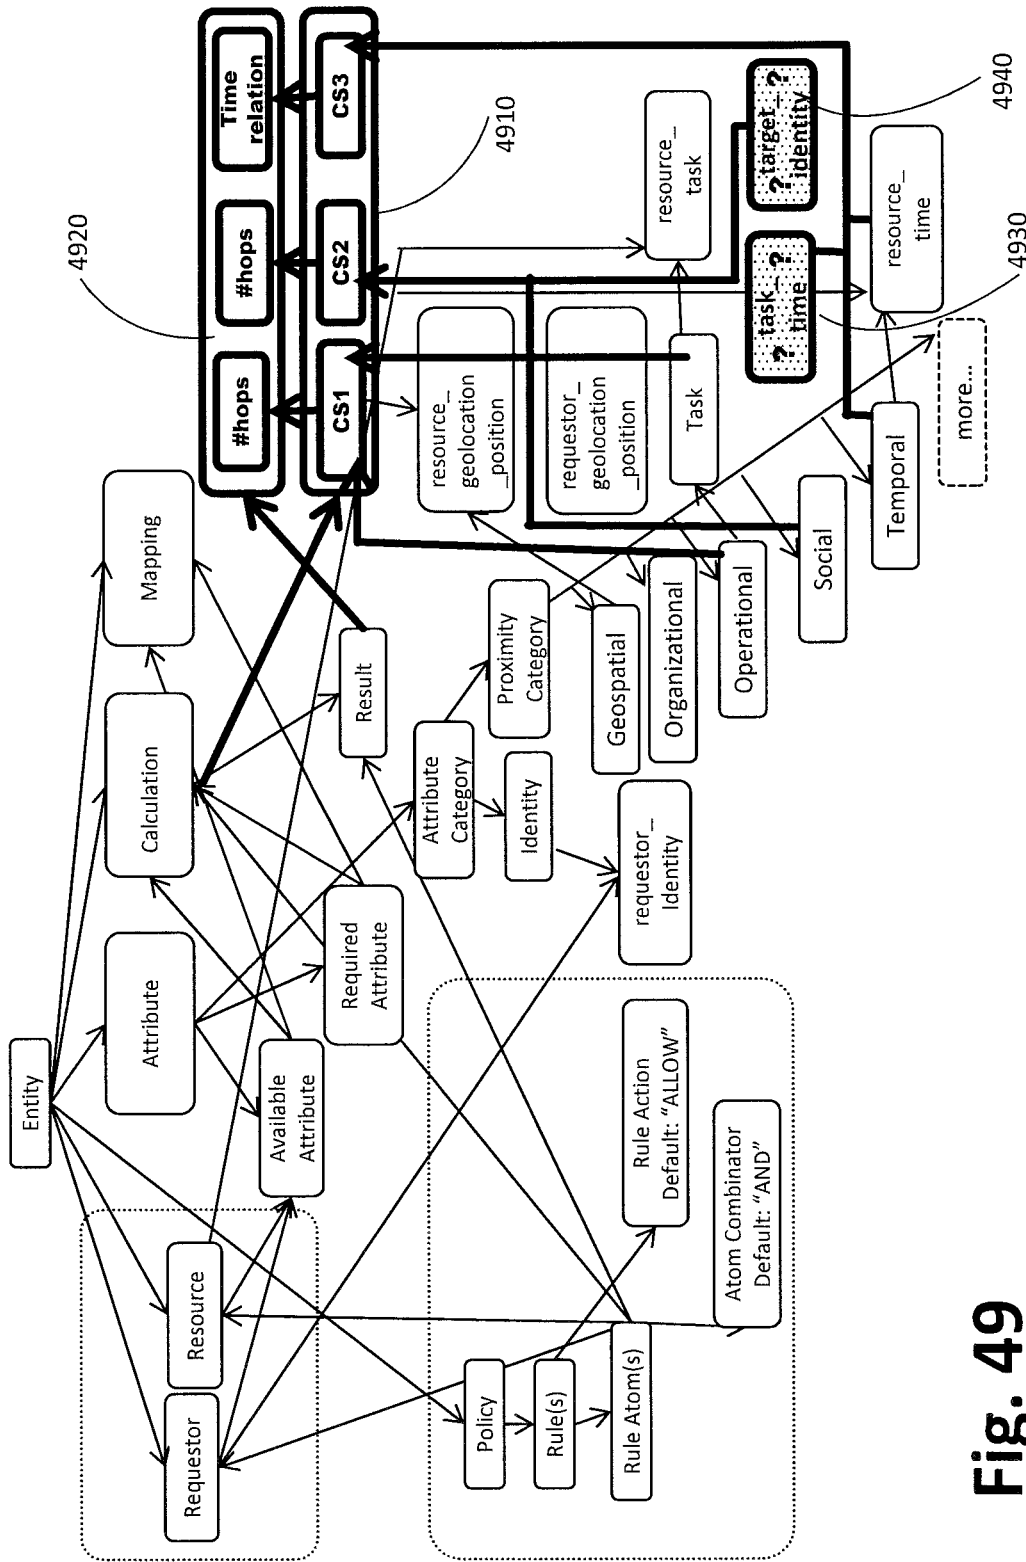 Entity
Requestor
Resource
Attribute
Calculation
Mapping
Available
Attribute
Required
Attribute
Result
4920
#hops
#hops
Time
relation
CS1
CS2
CS3
4910
Policy
Rule(s)
Rule Atom(s)
Rule Action
Default: “ALLOW”
Atom Combinator
Default: “AND”
Attribute
Category
Identity
requestor_
Identity
Proximity
Category
Geospatial
Organizational
Operational
Social
Temporal
resource_
geolocation
_position
requestor_
geolocation
_position
Task
resource_
task
? task_ ?
time
? target_ ?
identity
resource_
time
more...
4930
4940
Fig. 49